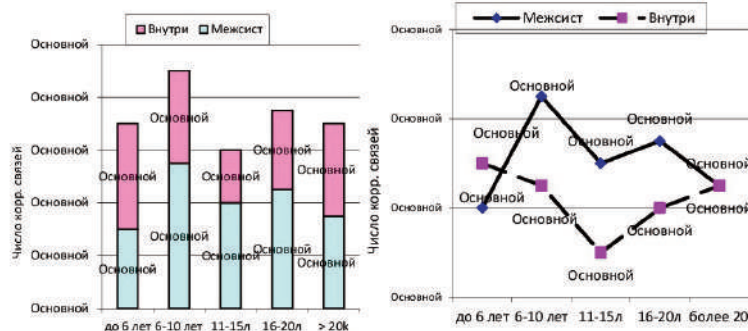 Внутри Межсист
Основной
Основной
Основной
Основной
Основной
Основной
Число корр. связей
Основной
Основной
Основной
Основной
Основной
Основной
Основной
Основной
Основной
Основной
до 6 лет 6-10 лет 11-15л 16-20л > 20k
Межсист Внутри
Основной
Основной
Основной
Основной
Число корр. связей
Основной
Основной
Основной
Основной
Основной
Основной
Основной
Основной
Основной
Основной
до 6 лет 6-10 лет 11-15л 16-20л более 20